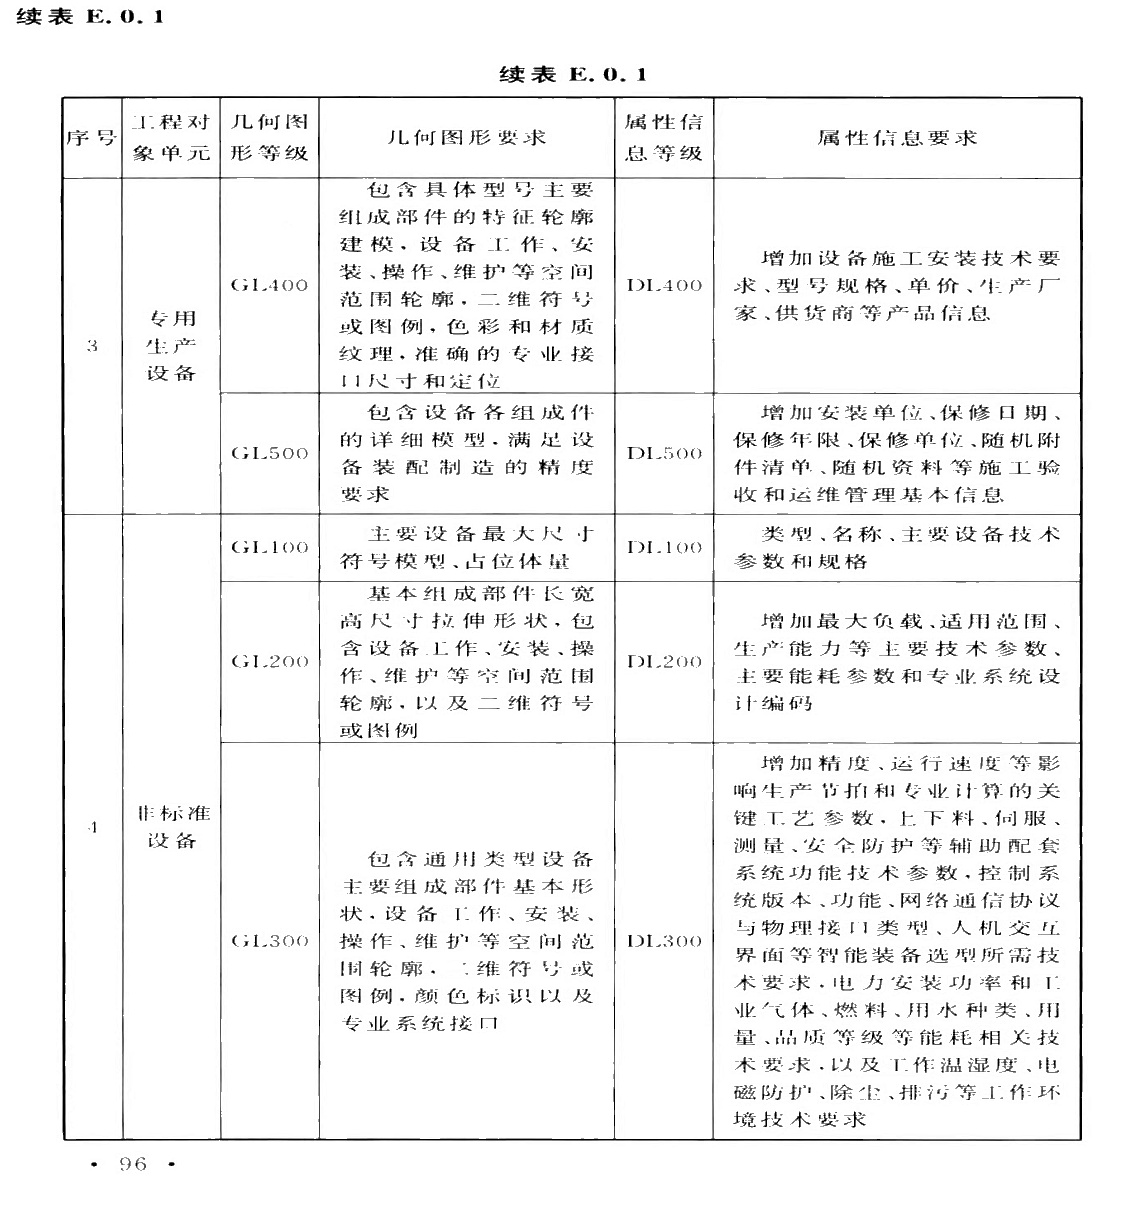 续表 E.0.1
续表 E.0.1
序号
工程对
象单元
几何图
形等级
几何图形要求
属性信
息等级
属性信息要求
3
专用
生产
设备
GL400
包含具体型号主要
组成部件的特征轮廓
建模,设备工作、安
装、操作、维护等空间
范围轮廓,二维符号
或图例,色彩和材质
纹理,准确的专业接
口尺寸和定位
DL400
增加设备施工安装技术要
求、型号规格、单价、生产厂
家、供货商等产品信息
GL500
包含设备各组成件
的详细模型,满足设
备装配制造的精度
要求
DL500
增加安装单位、保修日期、
保修年限、保修单位、随机附
件清单、随机资料等施工验
收和运维管理基本信息
4
非标准
设备
GL100
主要设备最大尺寸
符号模型、占位体量
DL100
类型、名称、主要设备技术
参数和规格
GL200
基本组成部件长宽
高尺寸拉伸形状,包
含设备工作、安装、操
作、维护等空间范围
轮廓,以及二维符号
或图例
DL200
增加最大负载、适用范围、
生产能力等主要技术参数、
主要能耗参数和专业系统设
计编码
GL300
包含通用类型设备
主要组成部件基本形
状,设备工作、安装、
操作、维护等空间范
围轮廓,二维符号或
图例,颜色标识以及
专业系统接口
DL300
增加精度、运行速度等影
响生产节拍和专业计算的关
键工艺参数,上下料、伺服、
测量、安全防护等辅助配套
系统功能技术参数,控制系
统版本、功能、网络通信协议
与物理接口类型、人机交互
界面等智能装备选型所需技
术要求,电力安装功率和工
业气体、燃料、用水种类、用
量、品质等级等能耗相关技
术要求,以及工作温湿度、电
磁防护、除尘、排污等工作环
境技术要求
· 96 ·